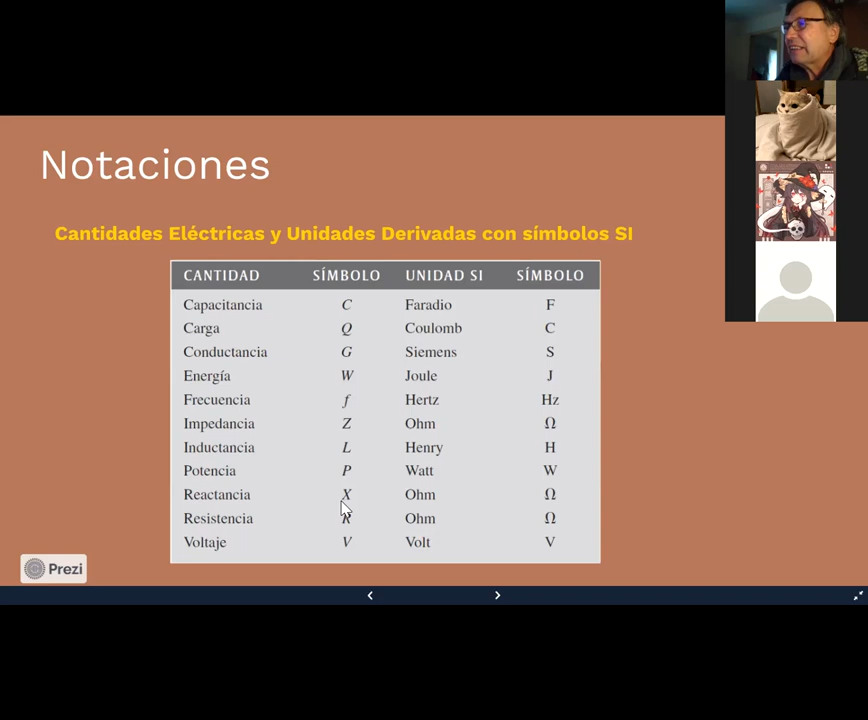 Notaciones
Cantidades Eléctricas y Unidades Derivadas con símbolos SI
CANTIDAD SÍMBOLO UNIDAD SI SÍMBOLO
Capacitancia C Faradio F
Carga Q Coulomb C
Conductancia G Siemens S
Energía W Joule J
Frecuencia f Hertz Hz
Impedancia Z Ohm Ω
Inductancia L Henry H
Potencia P Watt W
Reactancia X Ohm Ω
Resistencia R Ohm Ω
Voltaje V Volt V
Prezi